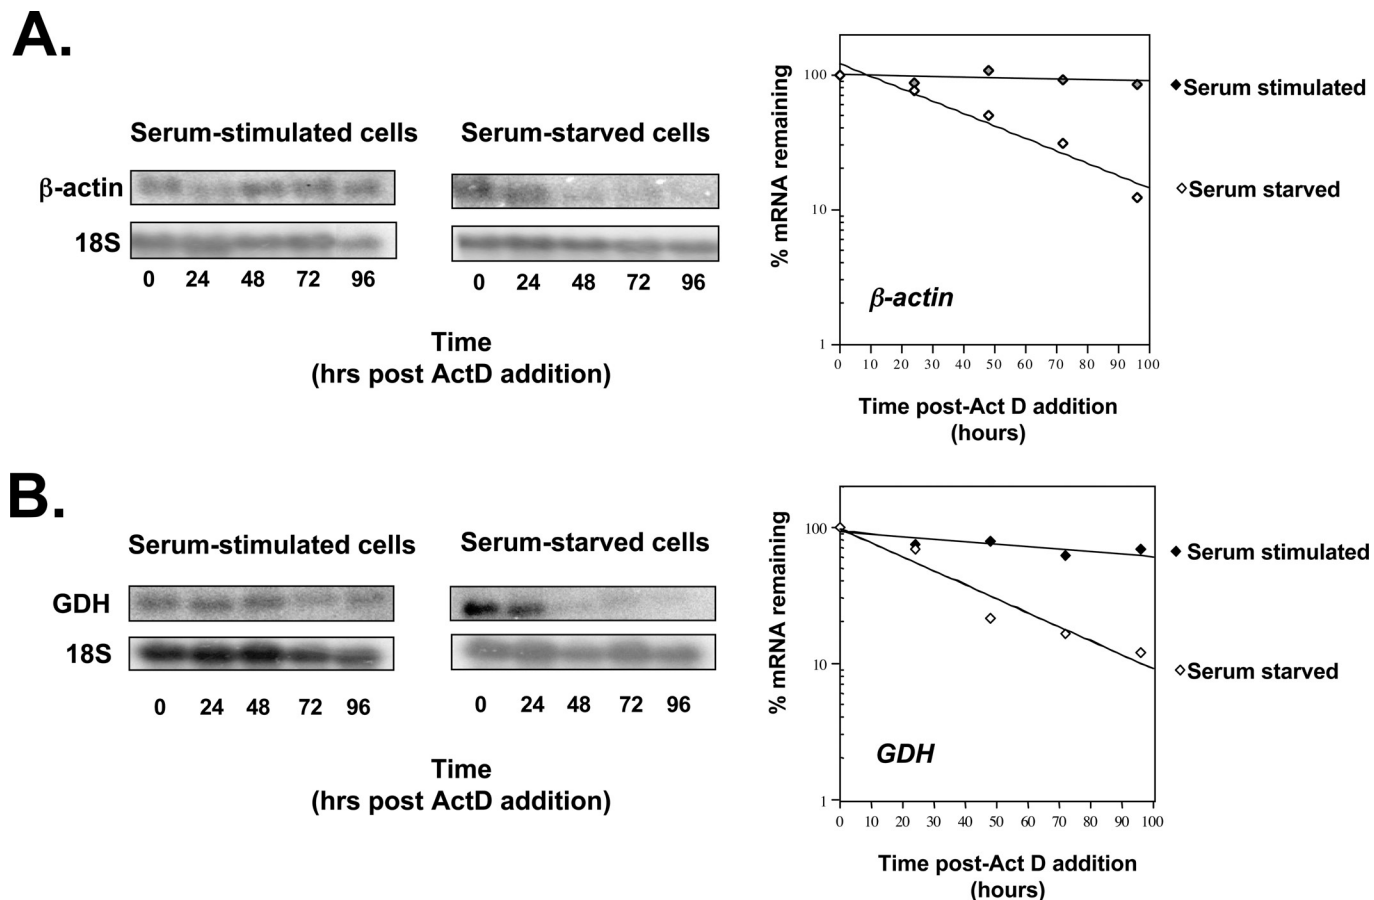 A.
Serum-stimulated cells
Serum-starved cells
β-actin
18S
0 24 48 72 96
0 24 48 72 96
Time
(hrs post ActD addition)
% mRNA remaining
100
10
1
β-actin
0 10 20 30 40 50 60 70 80 90 100
Time post-Act D addition
(hours)
Serum stimulated
Serum starved
B.
Serum-stimulated cells
Serum-starved cells
GDH
18S
0 24 48 72 96
0 24 48 72 96
Time
(hrs post ActD addition)
% mRNA remaining
100
10
1
GDH
0 10 20 30 40 50 60 70 80 90 100
Time post-Act D addition
(hours)
Serum stimulated
Serum starved